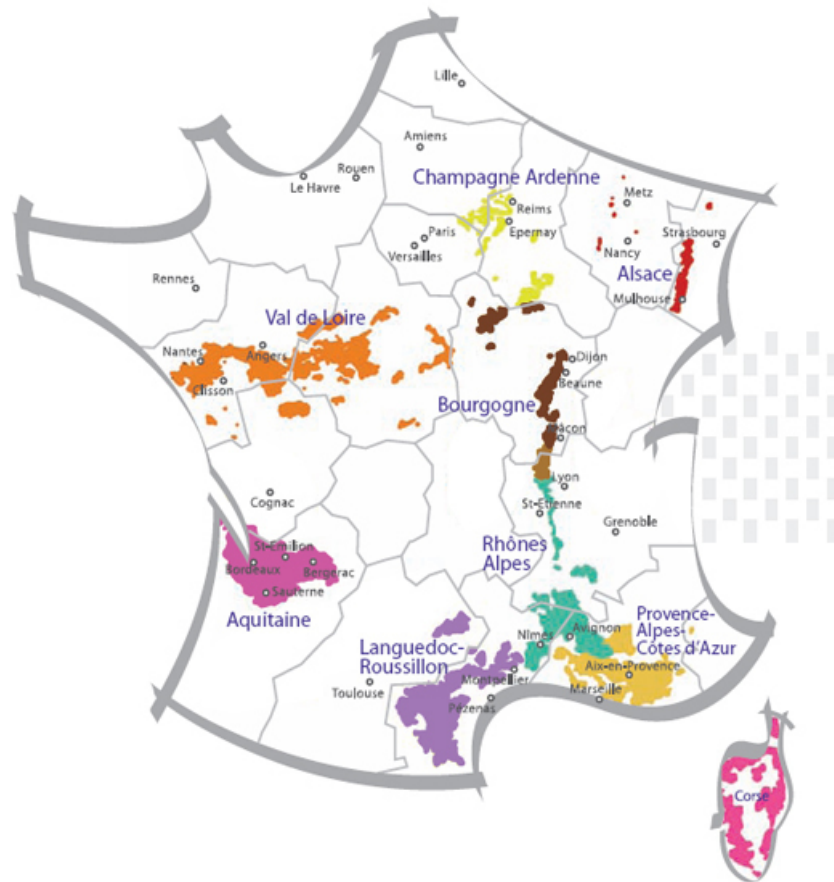 Lille
Amiens
Rouen
Le Havre
Champagne Ardenne
Reims
Metz
Paris
Epernay
Strasbourg
Versailles
Nancy
Alsace
Rennes
Mulhouse
Val de Loire
Nantes
Angers
Dijon
Clisson
Beaune
Bourgogne
âcon
Lyon
Cognac
St-Etienne
Grenoble
St-Emilion
Rhônes
Alpes
Bordeaux
Bergerac
Sauterne
Aquitaine
Provence-
Alpes-
Côtes d'Azur
Nîmes
Avignon
Languedoc-
Roussillon
Aix-en-Provence
Montpellier
Toulouse
Marseille
Pézenas
Corse